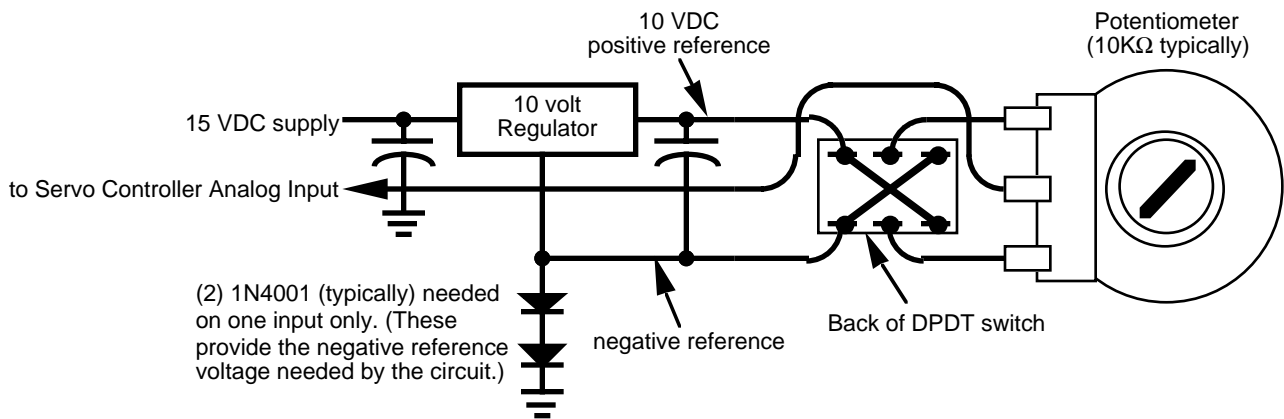 10 VDC
positive reference
Potentiometer
(10KΩ typically)
10 volt
Regulator
15 VDC supply
to Servo Controller Analog Input
(2) 1N4001 (typically) needed
on one input only. (These
provide the negative reference
voltage needed by the circuit.)
negative reference
Back of DPDT switch